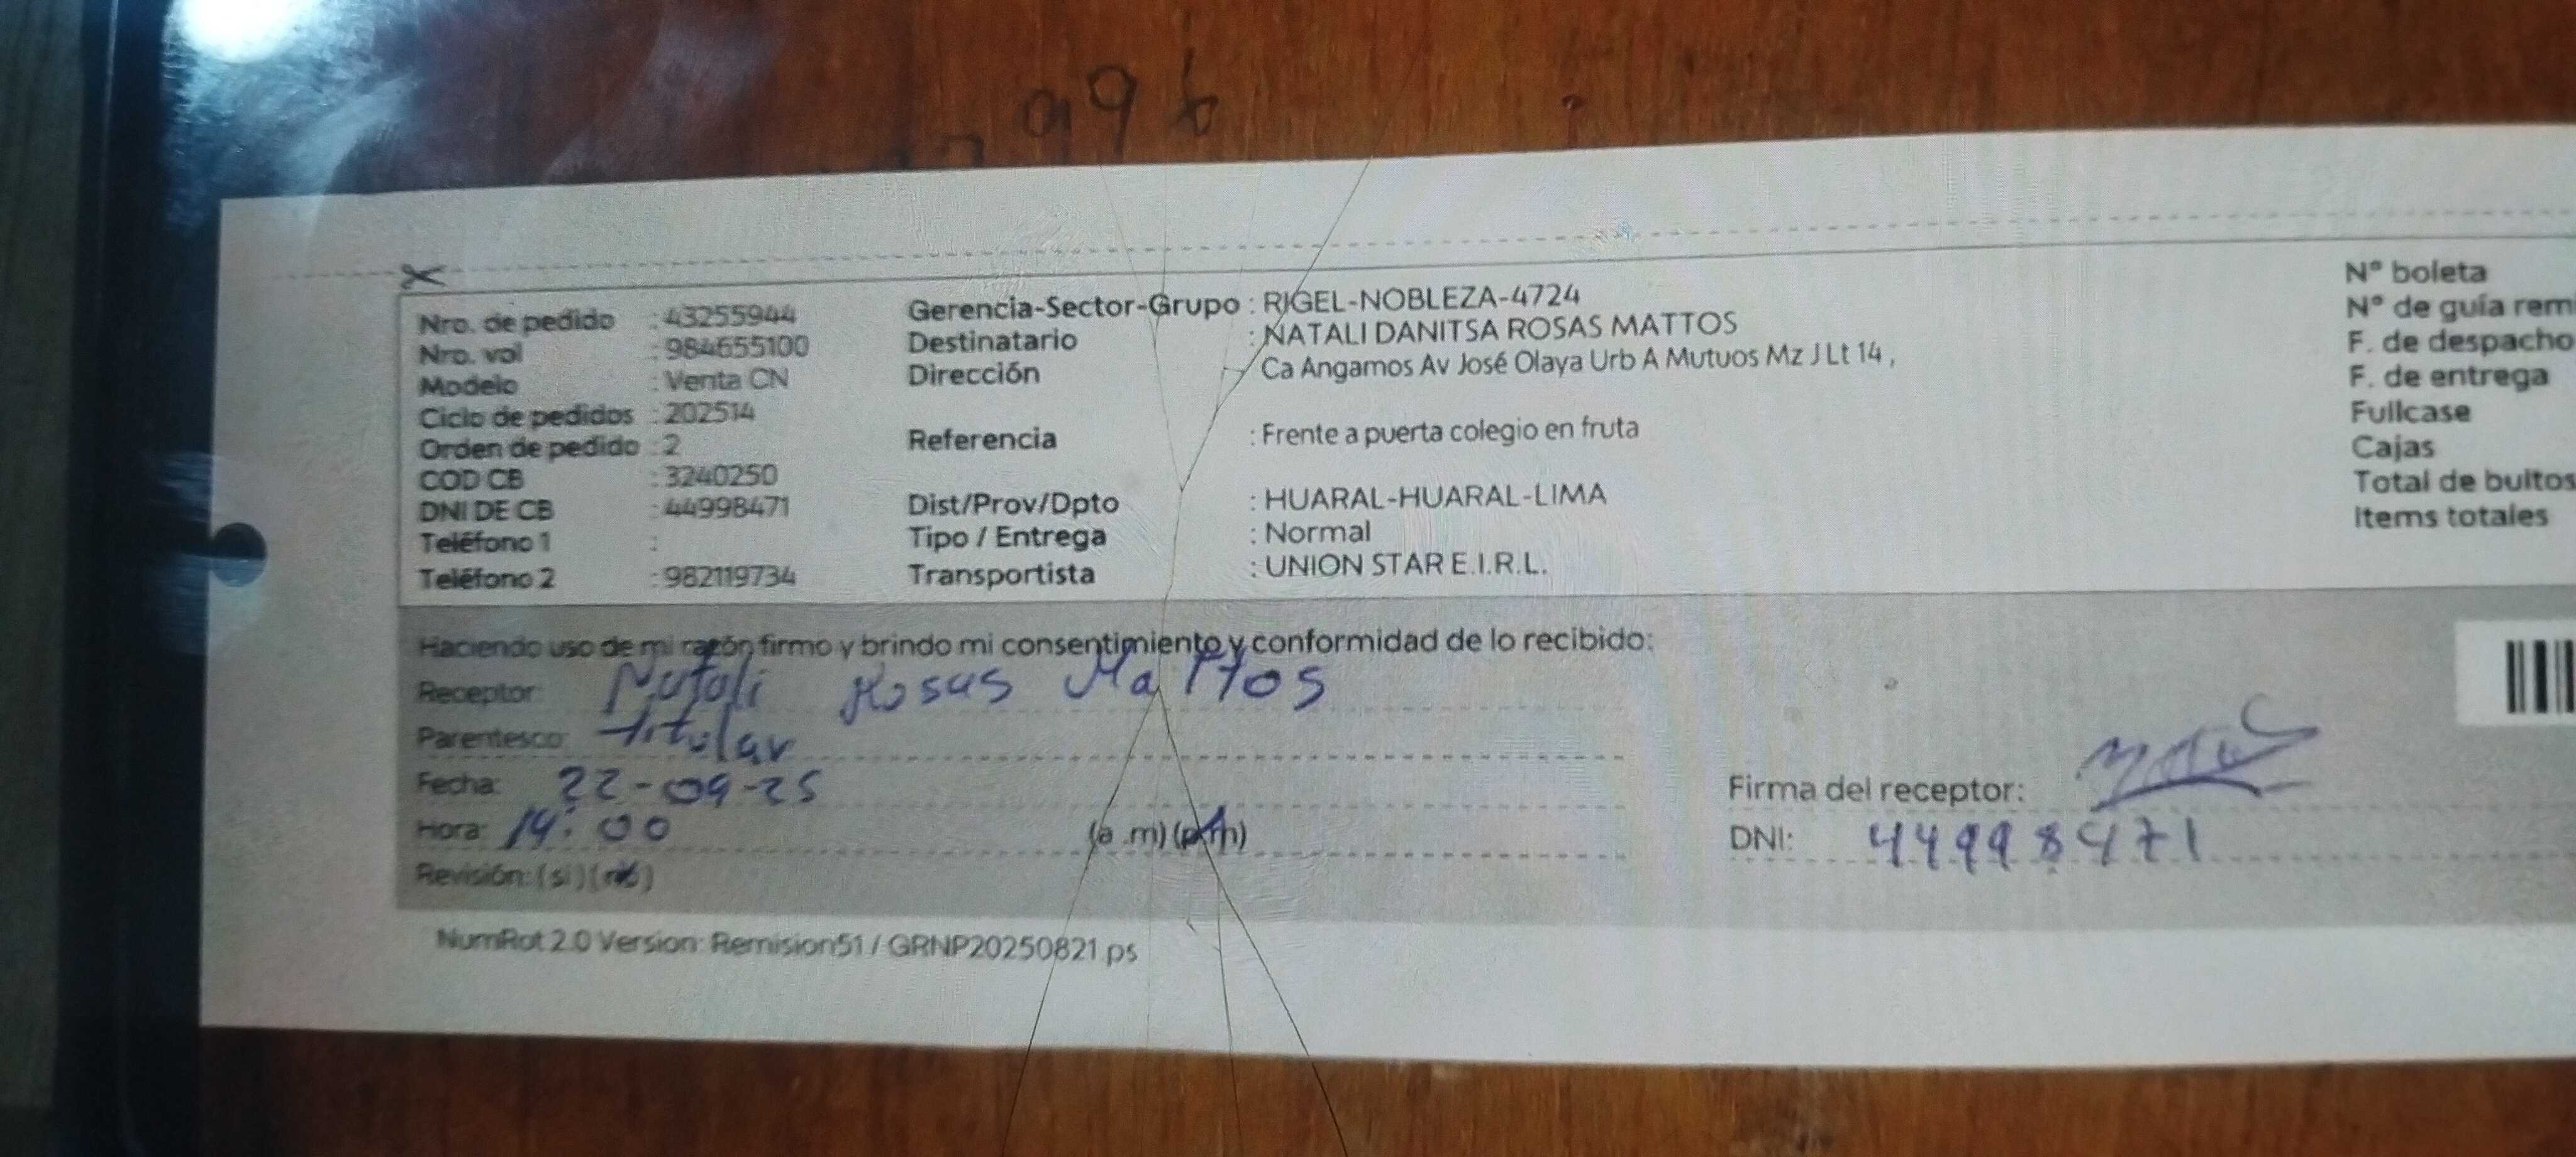 a9b
Nro. de pedido : 43255944
Nro. vol : 984655100
Modelo : Venta CN
Ciclo de pedidos : 202514
Orden de pedido : 2
COD CB : 3240250
DNI DE CB : 44998471
Teléfono 1 :
Teléfono 2 : 982119734
Gerencia-Sector-Grupo : RIGEL-NOBLEZA-4724
Destinatario : NATALI DANITSA ROSAS MATTOS
Dirección : Ca Angamos Av José Olaya Urb A Mutuos Mz J Lt 14 ,
Referencia : Frente a puerta colegio en fruta
Dist/Prov/Dpto : HUARAL-HUARAL-LIMA
Tipo / Entrega : Normal
Transportista : UNION STAR E.I.R.L.
N° boleta
N° de guía rem
F. de despacho
F. de entrega
Fullcase
Cajas
Total de bultos
Items totales
Haciendo uso de mi razón firmo y brindo mi consentimiento y conformidad de lo recibido:
Receptor: Natali Rosas Mattos
Parentesco: titular
Fecha: 22-09-25
Hora: 14:00 (a.m) (p.m)
Revisión: (si) (no)
Firma del receptor:
DNI: 44998471
NumRot 2.0 Version: Remision51 / GRNP20250821.ps